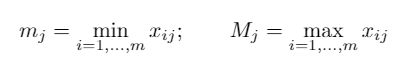 $m_j = \min_{i=1,\ldots,m} x_{ij}; \qquad M_j = \max_{i=1,\ldots,m} x_{ij}$